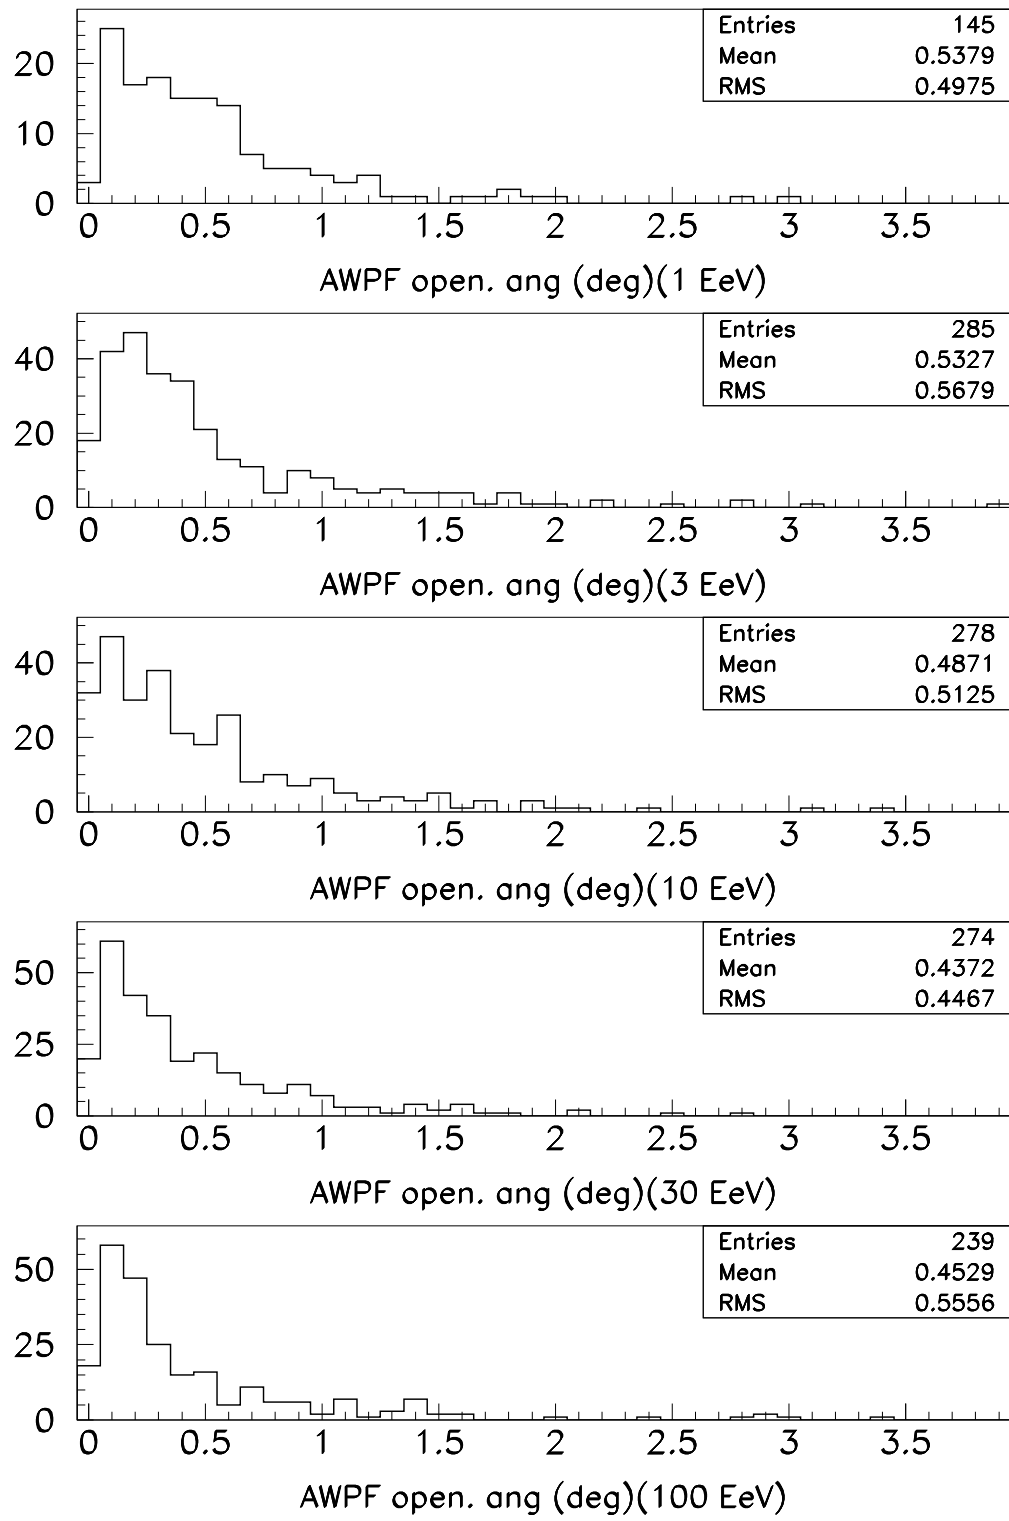 Entries 145
Mean 0.5379
RMS 0.4975
20
10
0
0 0.5 1 1.5 2 2.5 3 3.5
AWPF open. ang (deg)(1 EeV)
Entries 285
Mean 0.5327
RMS 0.5679
40
20
0
0 0.5 1 1.5 2 2.5 3 3.5
AWPF open. ang (deg)(3 EeV)
Entries 278
Mean 0.4871
RMS 0.5125
40
20
0
0 0.5 1 1.5 2 2.5 3 3.5
AWPF open. ang (deg)(10 EeV)
Entries 274
Mean 0.4372
RMS 0.4467
50
25
0
0 0.5 1 1.5 2 2.5 3 3.5
AWPF open. ang (deg)(30 EeV)
Entries 239
Mean 0.4529
RMS 0.5556
50
25
0
0 0.5 1 1.5 2 2.5 3 3.5
AWPF open. ang (deg)(100 EeV)